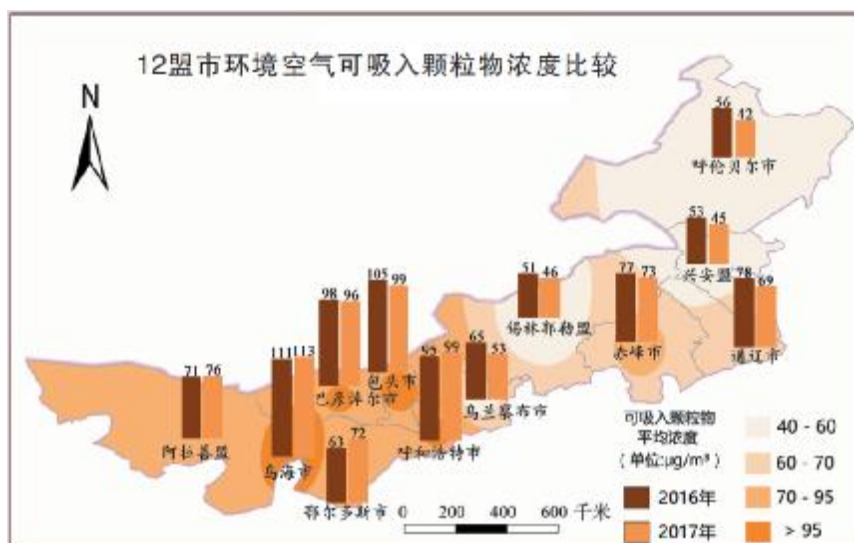 12盟市环境空气可吸入颗粒物浓度比较
N
56 42
呼伦贝尔市
53 45
兴安盟
51 46
锡林郭勒盟
77 73
赤峰市
78 69
通辽市
105 99
包头市
98 96
巴彦淖尔市
65 53
乌兰察布市
95 99
呼和浩特市
111 113
乌海市
71 76
阿拉善盟
63 72
鄂尔多斯市
0 200 400 600 千米
可吸入颗粒物
平均浓度
(单位:μg/m³)
2016年
2017年
40 - 60
60 - 70
70 - 95
> 95